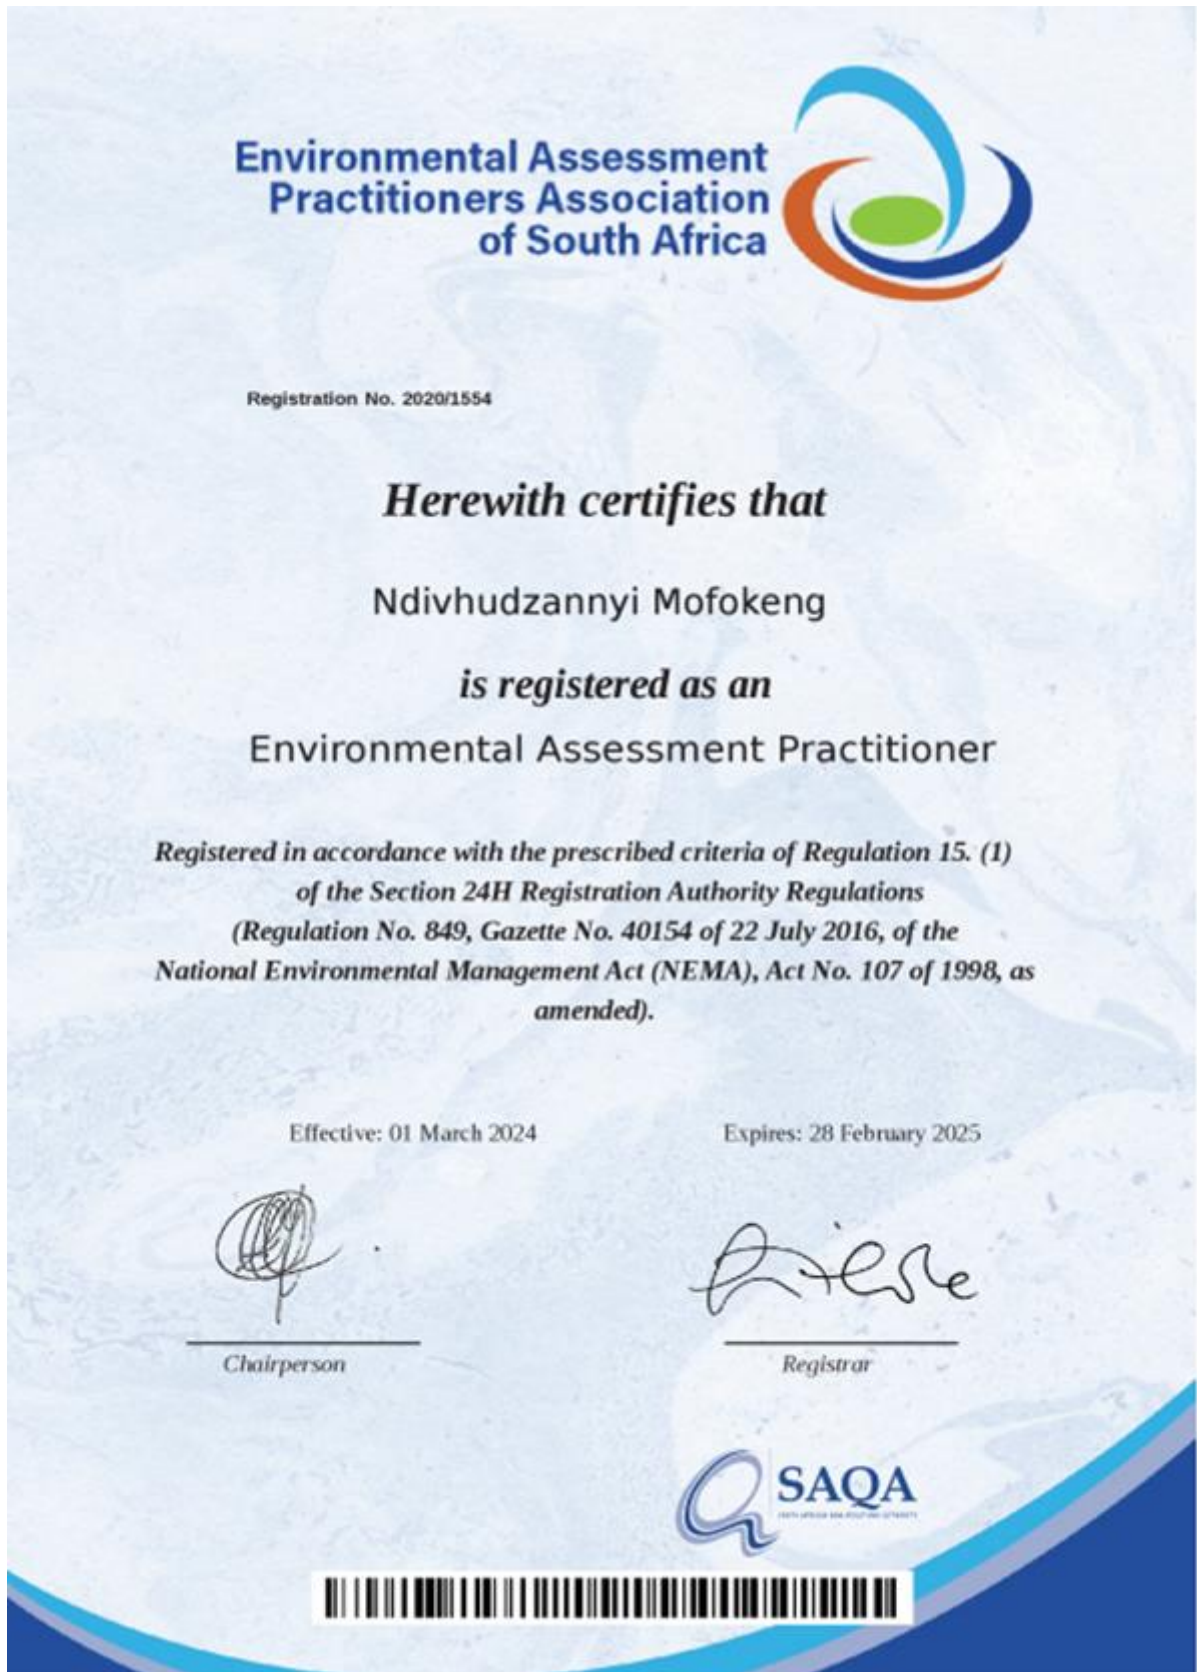 Environmental Assessment
Practitioners Association
of South Africa
Registration No. 2020/1554
Herewith certifies that
Ndivhudzannyi Mofokeng
is registered as an
Environmental Assessment Practitioner
Registered in accordance with the prescribed criteria of Regulation 15. (1)
of the Section 24H Registration Authority Regulations
(Regulation No. 849, Gazette No. 40154 of 22 July 2016, of the
National Environmental Management Act (NEMA), Act No. 107 of 1998, as
amended).
Effective: 01 March 2024
Expires: 28 February 2025
Chairperson
Registrar
SAQA